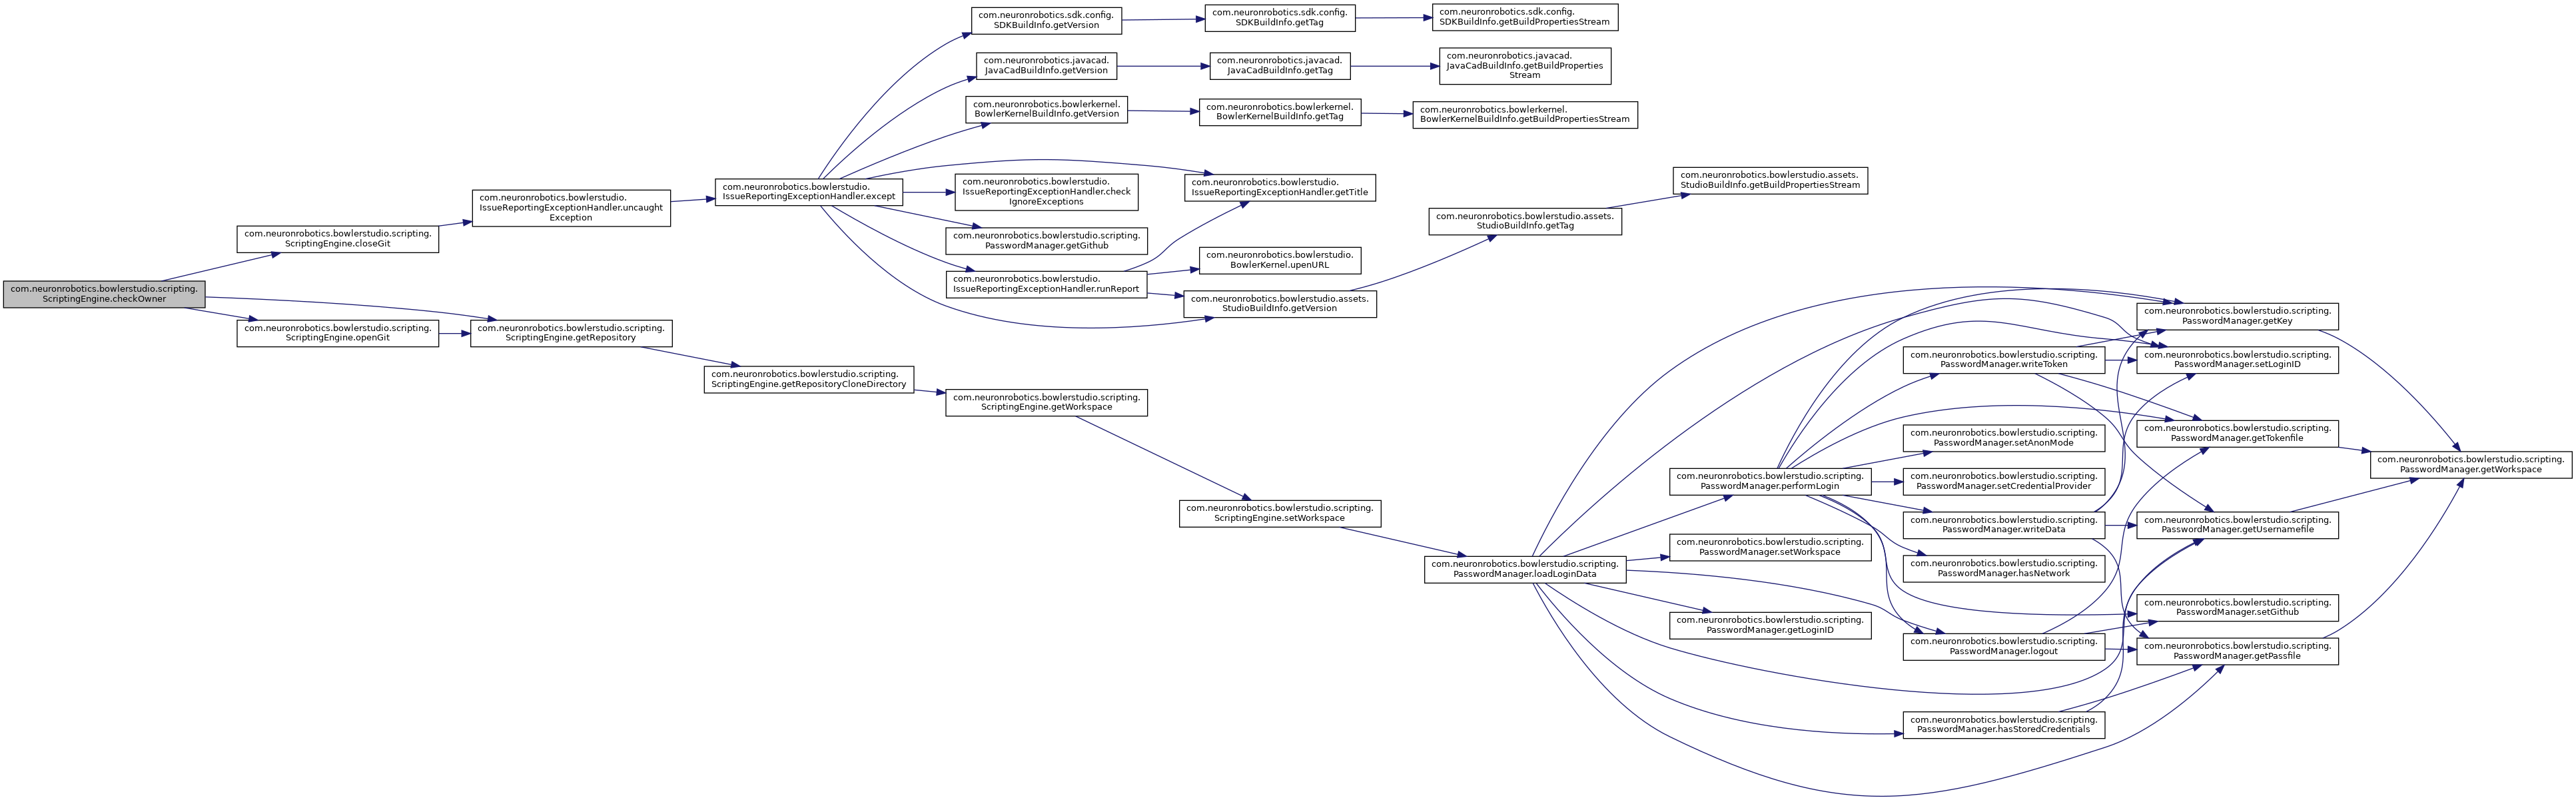 com.neuronrobotics.bowlerstudio.scripting.
ScriptingEngine.checkOwner
com.neuronrobotics.bowlerstudio.scripting.
ScriptingEngine.closeGit
com.neuronrobotics.bowlerstudio.scripting.
ScriptingEngine.openGit
com.neuronrobotics.bowlerstudio.
IssueReportingExceptionHandler.uncaught
Exception
com.neuronrobotics.bowlerstudio.scripting.
ScriptingEngine.getRepository
com.neuronrobotics.bowlerstudio.
IssueReportingExceptionHandler.except
com.neuronrobotics.bowlerstudio.scripting.
ScriptingEngine.getRepositoryCloneDirectory
com.neuronrobotics.sdk.config.
SDKBuildInfo.getVersion
com.neuronrobotics.javacad.
JavaCadBuildInfo.getVersion
com.neuronrobotics.bowlerkernel.
BowlerKernelBuildInfo.getVersion
com.neuronrobotics.bowlerstudio.
IssueReportingExceptionHandler.check
IgnoreExceptions
com.neuronrobotics.bowlerstudio.scripting.
PasswordManager.getGithub
com.neuronrobotics.bowlerstudio.
IssueReportingExceptionHandler.runReport
com.neuronrobotics.bowlerstudio.scripting.
ScriptingEngine.getWorkspace
com.neuronrobotics.sdk.config.
SDKBuildInfo.getTag
com.neuronrobotics.javacad.
JavaCadBuildInfo.getTag
com.neuronrobotics.bowlerkernel.
BowlerKernelBuildInfo.getTag
com.neuronrobotics.bowlerstudio.
IssueReportingExceptionHandler.getTitle
com.neuronrobotics.bowlerstudio.
BowlerKernel.upenURL
com.neuronrobotics.bowlerstudio.assets.
StudioBuildInfo.getVersion
com.neuronrobotics.bowlerstudio.scripting.
ScriptingEngine.setWorkspace
com.neuronrobotics.sdk.config.
SDKBuildInfo.getBuildPropertiesStream
com.neuronrobotics.javacad.
JavaCadBuildInfo.getBuildProperties
Stream
com.neuronrobotics.bowlerkernel.
BowlerKernelBuildInfo.getBuildPropertiesStream
com.neuronrobotics.bowlerstudio.assets.
StudioBuildInfo.getTag
com.neuronrobotics.bowlerstudio.scripting.
PasswordManager.loadLoginData
com.neuronrobotics.bowlerstudio.assets.
StudioBuildInfo.getBuildPropertiesStream
com.neuronrobotics.bowlerstudio.scripting.
PasswordManager.performLogin
com.neuronrobotics.bowlerstudio.scripting.
PasswordManager.setWorkspace
com.neuronrobotics.bowlerstudio.scripting.
PasswordManager.getLoginID
com.neuronrobotics.bowlerstudio.scripting.
PasswordManager.writeToken
com.neuronrobotics.bowlerstudio.scripting.
PasswordManager.setAnonMode
com.neuronrobotics.bowlerstudio.scripting.
PasswordManager.setCredentialProvider
com.neuronrobotics.bowlerstudio.scripting.
PasswordManager.writeData
com.neuronrobotics.bowlerstudio.scripting.
PasswordManager.hasNetwork
com.neuronrobotics.bowlerstudio.scripting.
PasswordManager.logout
com.neuronrobotics.bowlerstudio.scripting.
PasswordManager.hasStoredCredentials
com.neuronrobotics.bowlerstudio.scripting.
PasswordManager.getKey
com.neuronrobotics.bowlerstudio.scripting.
PasswordManager.setLoginID
com.neuronrobotics.bowlerstudio.scripting.
PasswordManager.getTokenfile
com.neuronrobotics.bowlerstudio.scripting.
PasswordManager.getUsernamefile
com.neuronrobotics.bowlerstudio.scripting.
PasswordManager.setGithub
com.neuronrobotics.bowlerstudio.scripting.
PasswordManager.getPassfile
com.neuronrobotics.bowlerstudio.scripting.
PasswordManager.getWorkspace